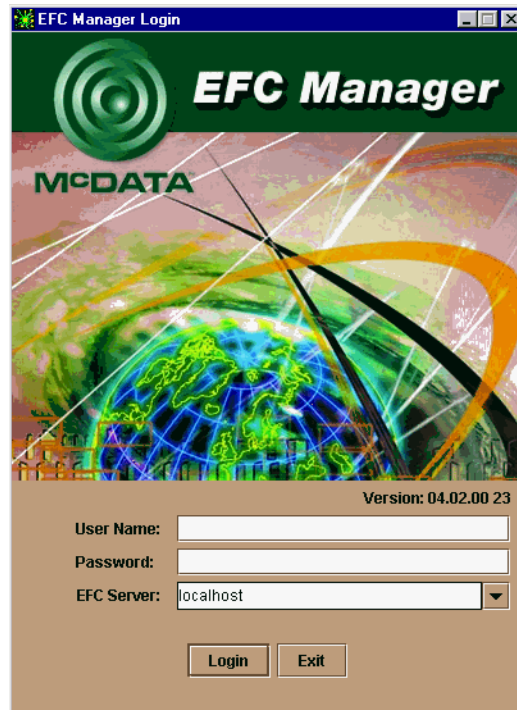 EFC Manager Login
EFC Manager
McDATA
Version: 04.02.00 23
User Name:
Password:
EFC Server: localhost
Login Exit